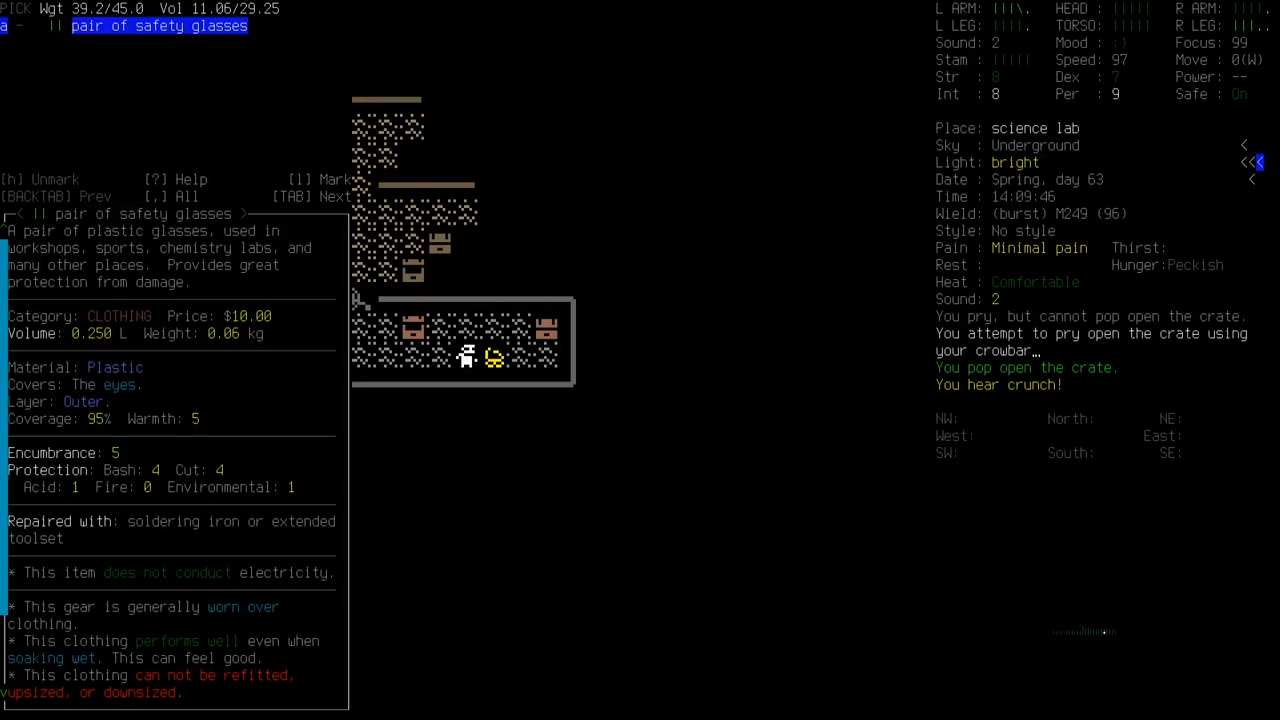 PICK Wgt 39.2/45.0  Vol 11.06/29.25
a -   || pair of safety glasses
[h] Unmark     [?] Help          [l] Mark
[BACKTAB] Prev   [,] All      [TAB] Next
< || pair of safety glasses >
A pair of plastic glasses, used in
workshops, sports, chemistry labs, and
many other places.  Provides great
protection from damage.
Category: CLOTHING  Price: $10.00
Volume: 0.250 L  Weight: 0.06 kg
Material: Plastic
Covers: The eyes.
Layer: Outer.
Coverage: 95%  Warmth: 5
Encumbrance: 5
Protection: Bash: 4  Cut: 4
Acid: 1  Fire: 0  Environmental: 1
Repaired with: soldering iron or extended
toolset
* This item does not conduct electricity.
* This gear is generally worn over
clothing.
* This clothing performs well even when
soaking wet. This can feel good.
* This clothing can not be refitted,
upsized, or downsized.
L ARM: |||\.   HEAD : |||||   R ARM: ||||.
L LEG: ||||.   TORSO: |||||   R LEG: |||..
Sound: 2       Mood : :)      Focus: 99
Stam : |||||   Speed: 97      Move : 0(W)
Str  : 8       Dex  : 7       Power: --
Int  : 8       Per  : 9       Safe : On
Place: science lab
Sky  : Underground                    <
Light: bright                         <<<
Date : Spring, day 63                  <
Time : 14:09:46
Wield: (burst) M249 (96)
Style: No style
Pain : Minimal pain   Thirst:
Rest :                Hunger:Peckish
Heat : Comfortable
Sound: 2
You pry, but cannot pop open the crate.
You attempt to pry open the crate using
your crowbar…
You pop open the crate.
You hear crunch!
NW:            North:         NE:
West:                         East:
SW:            South:         SE: